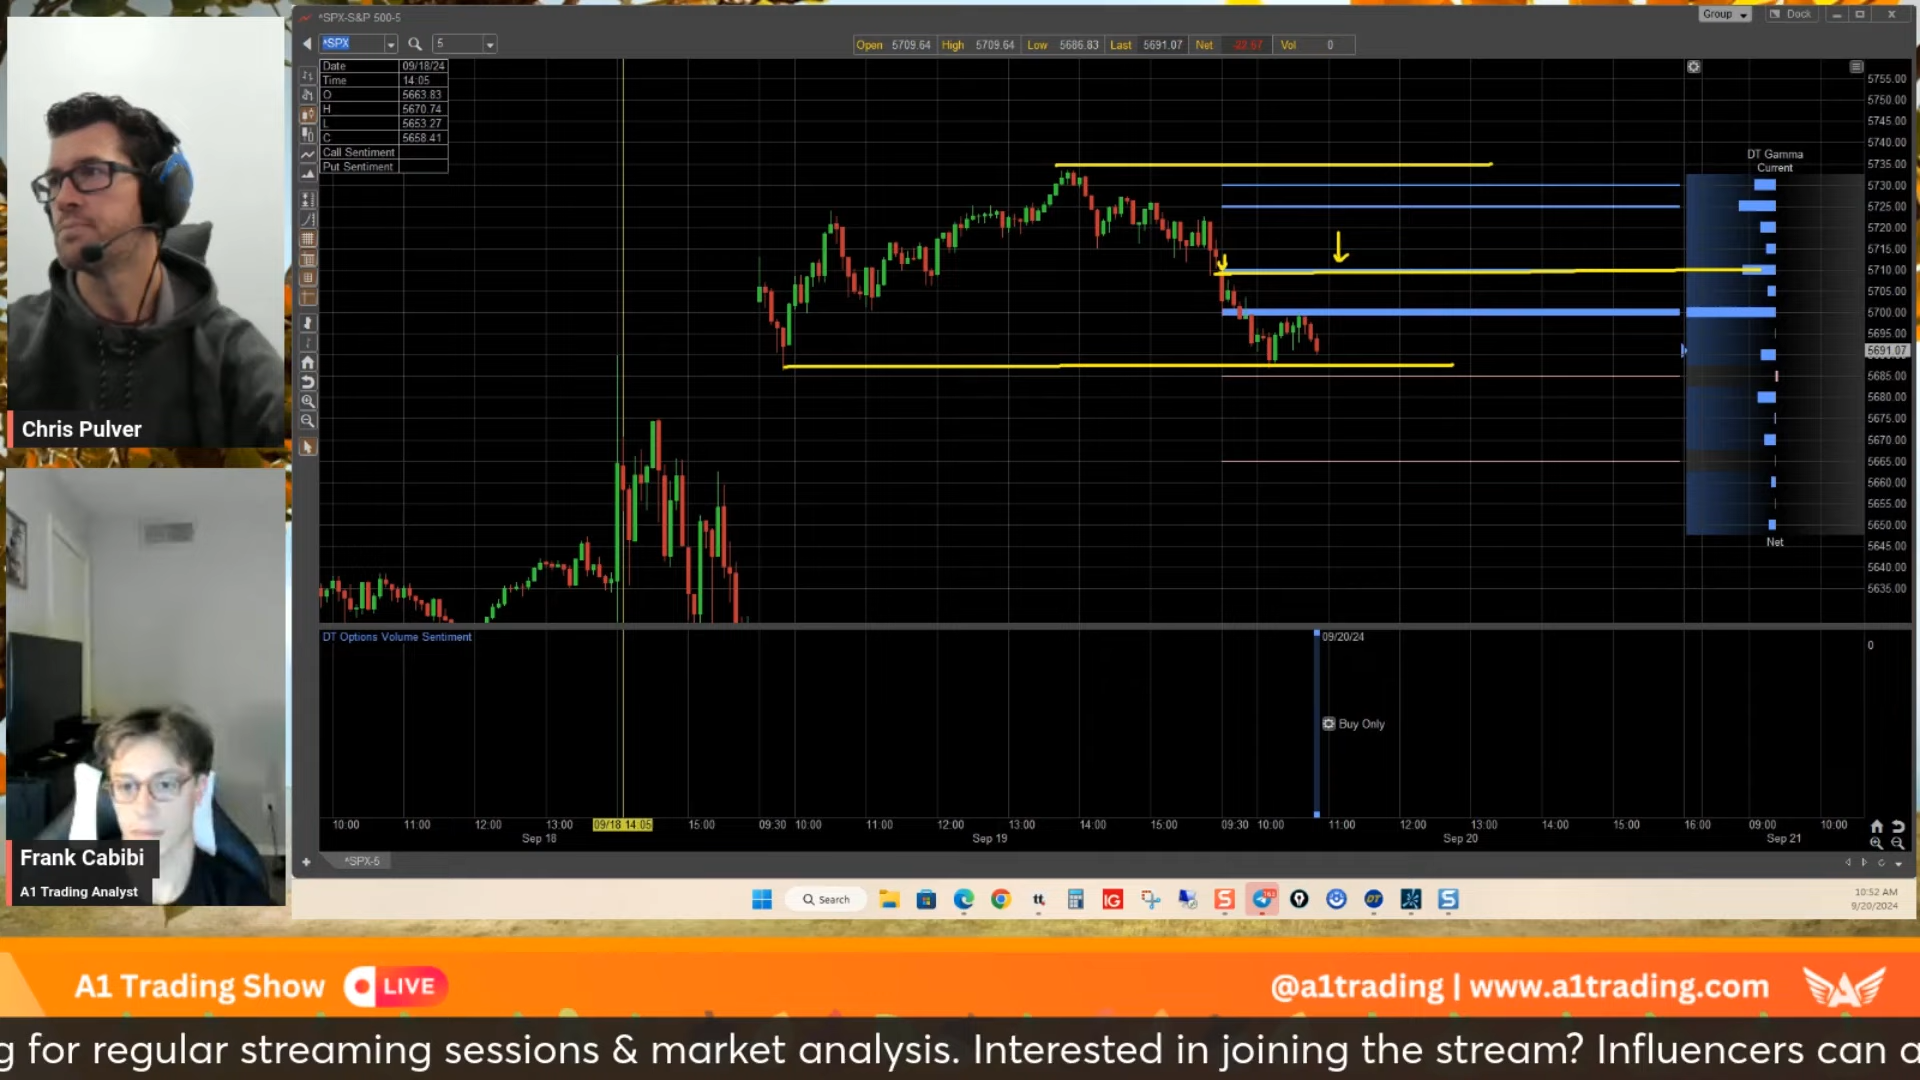 *SPX-S&P 500-5
Group
Dock
*SPX
5
Open 5709.64 High 5709.64 Low 5686.83 Last 5691.07 Net -22.57 Vol 0
Date 09/18/24
Time 14:05
O 5663.83
H 5670.74
L 5653.27
C 5658.41
Call Sentiment
Put Sentiment
DT Gamma
Current
5755.00
5750.00
5745.00
5740.00
5735.00
5730.00
5725.00
5720.00
5715.00
5710.00
5705.00
5700.00
5695.00
5691.07
5685.00
5680.00
5675.00
5670.00
5665.00
5660.00
5655.00
5650.00
5645.00
5640.00
5635.00
Net
Chris Pulver
DT Options Volume Sentiment
09/20/24
0
Buy Only
10:00 11:00 12:00 13:00 09/18 14:05 15:00 09:30 10:00 11:00 12:00 13:00 14:00 15:00 09:30 10:00 11:00 12:00 13:00 14:00 15:00 16:00 09:00 10:00
Sep 18 Sep 19 Sep 20 Sep 21
*SPX-5
Frank Cabibi
A1 Trading Analyst
Search
tt
IG
S
DT
S
10:52 AM
9/20/2024
A1 Trading Show LIVE
@a1trading | www.a1trading.com
g for regular streaming sessions & market analysis. Interested in joining the stream? Influencers can a